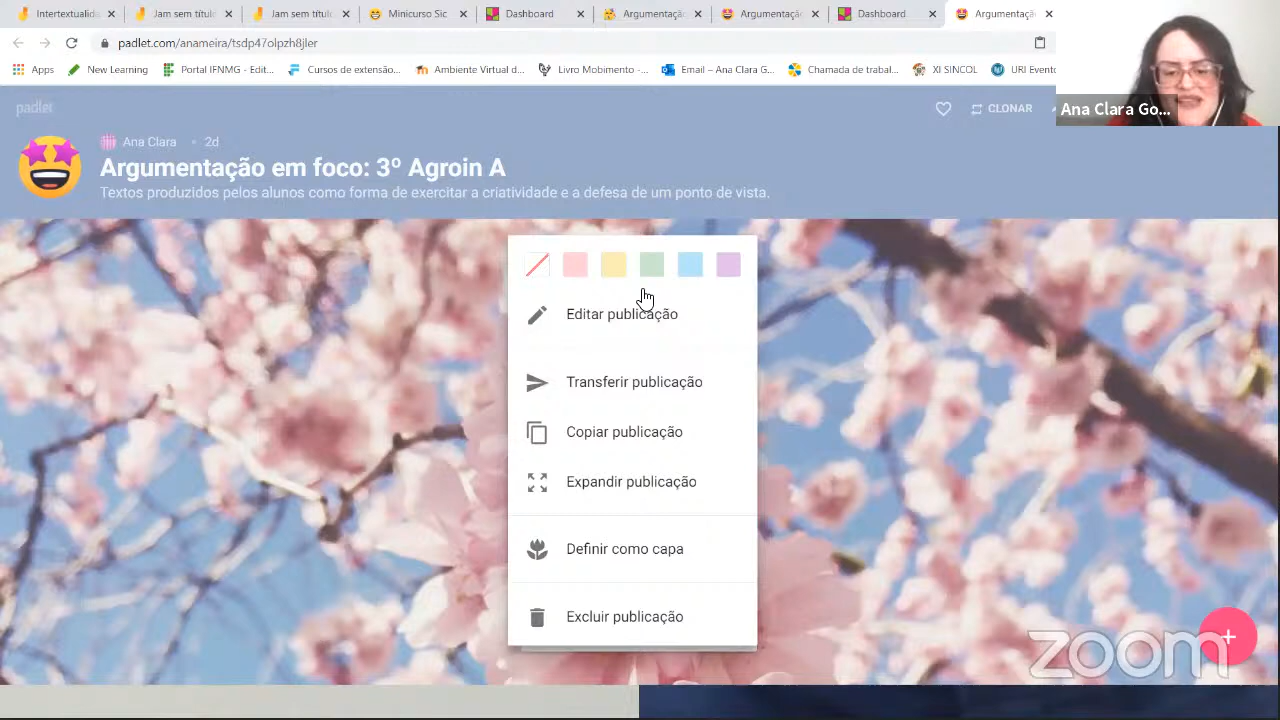 Intertextualid
Jam sem títul
Jam sem títul
Minicurso Sic
Dashboard
Argumentaçã
Argumentaçã
Dashboard
Argumentaçã
padlet.com/anameira/tsdp47olpzh8jler
Apps
New Learning
Portal IFNMG - Edit...
Cursos de extensão...
Ambiente virtual d...
Livro Mobimento -...
Email – Ana Clara G...
Chamada de trabal...
XI SINCOL
URI Evento
Ana Clara Go...
padlet
CLONAR
Ana Clara • 2d
Argumentação em foco: 3º Agroin A
Textos produzidos pelos alunos como forma de exercitar a criatividade e a defesa de um ponto de vista.
Editar publicação
Transferir publicação
Copiar publicação
Expandir publicação
Definir como capa
Excluir publicação
zoom